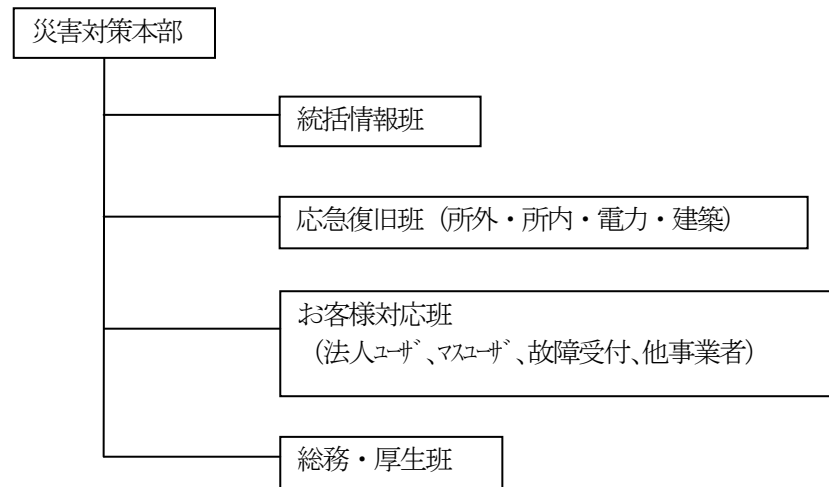 災害対策本部
統括情報班
応急復旧班（所外・所内・電力・建築）
お客様対応班
（法人ﾕｰｻﾞ、ﾏｽﾕｰｻﾞ、故障受付、他事業者）
総務・厚生班